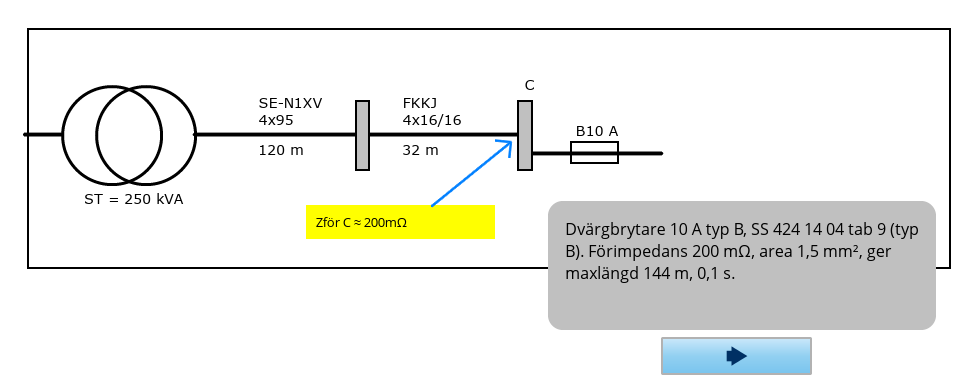 C
SE-N1XV
4x95
120 m
FKKJ
4x16/16
32 m
B10 A
ST = 250 kVA
Zför C ≈ 200mΩ
Dvärgbrytare 10 A typ B, SS 424 14 04 tab 9 (typ
B). Förimpedans 200 mΩ, area 1,5 mm², ger
maxlängd 144 m, 0,1 s.